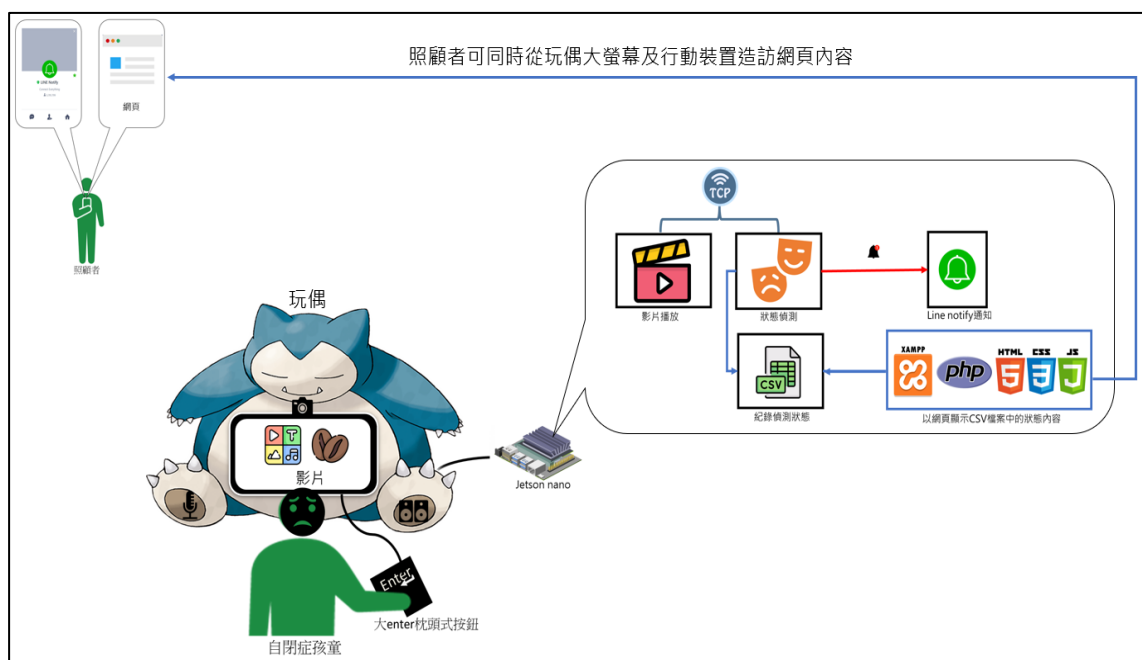 照顧者可同時從玩偶大螢幕及行動裝置造訪網頁內容
LINE Notify
網頁
照顧者
TCP
影片播放
狀態偵測
Line notify通知
CSV
紀錄偵測狀態
XAMPP
php
HTML
CSS
JS
以網頁顯示CSV檔案中的狀態內容
玩偶
影片
Jetson nano
Enter
大enter枕頭式按鈕
自閉症孩童